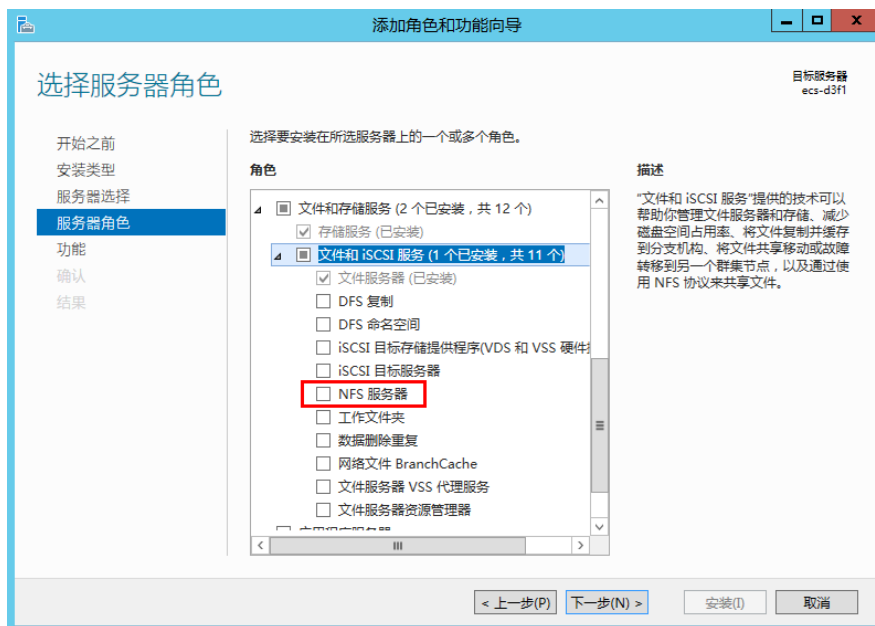 添加角色和功能向导
选择服务器角色
目标服务器
ecs-d3f1
开始之前
安装类型
服务器选择
服务器角色
功能
确认
结果
选择要安装在所选服务器上的一个或多个角色。
角色
文件和存储服务 (2 个已安装，共 12 个)
存储服务 (已安装)
文件和 iSCSI 服务 (1 个已安装，共 11 个)
文件服务器 (已安装)
DFS 复制
DFS 命名空间
iSCSI 目标存储提供程序(VDS 和 VSS 硬件
iSCSI 目标服务器
NFS 服务器
工作文件夹
数据删除重复
网络文件 BranchCache
文件服务器 VSS 代理服务
文件服务器资源管理器
描述
"文件和 iSCSI 服务"提供的技术可以
帮助你管理文件服务器和存储、减少
磁盘空间占用率、将文件复制并缓存
到分支机构、将文件共享移动或故障
转移到另一个群集节点，以及通过使
用 NFS 协议来共享文件。
< 上一步(P)
下一步(N) >
安装(I)
取消